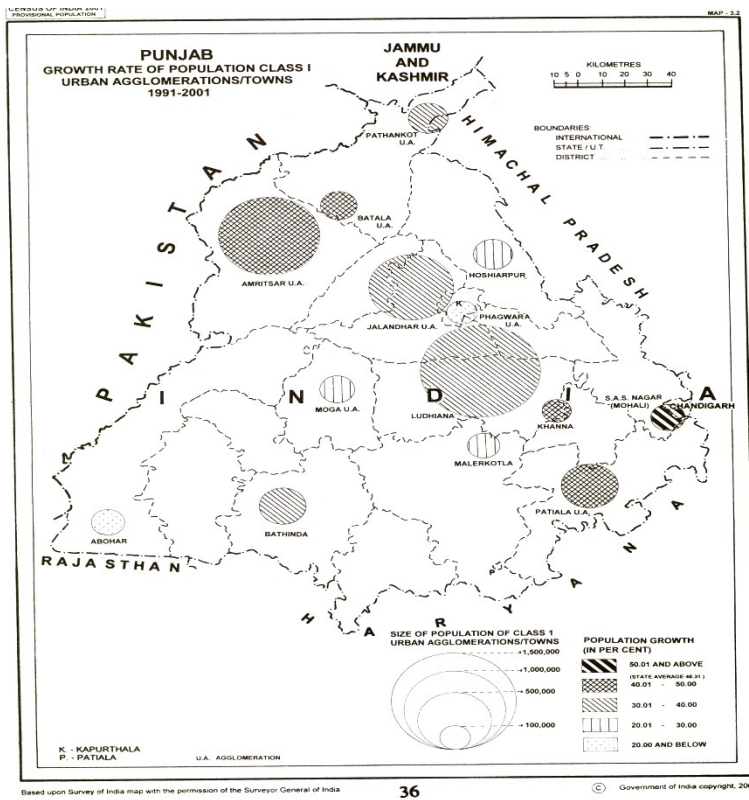 CENSUS OF INDIA 2001
PROVISIONAL POPULATION
MAP - 3.2
PUNJAB
GROWTH RATE OF POPULATION CLASS I
URBAN AGGLOMERATIONS/TOWNS
1991-2001
JAMMU
AND
KASHMIR
KILOMETRES
10 5 0 10 20 30 40
BOUNDARIES
INTERNATIONAL
STATE / U.T.
DISTRICT
PATHANKOT
U.A.
HIMACHAL PRADESH
PAKISTAN
BATALA
U.A.
AMRITSAR U.A.
HOSHIARPUR
K
JALANDHAR U.A.
PHAGWARA
U.A.
INDIA
MOGA U.A.
LUDHIANA
KHANNA
S.A.S. NAGAR
(MOHALI)
CHANDIGARH
MALERKOTLA
PATIALA U.A.
ABOHAR
BATHINDA
RAJASTHAN
P
HARYANA
SIZE OF POPULATION OF CLASS 1
URBAN AGGLOMERATIONS/TOWNS
1,500,000
1,000,000
500,000
100,000
POPULATION GROWTH
(IN PER CENT)
50.01 AND ABOVE
(STATE AVERAGE 48.31)
40.01 - 50.00
30.01 - 40.00
20.01 - 30.00
20.00 AND BELOW
K. - KAPURTHALA
P. - PATIALA
U.A. AGGLOMERATION
Based upon Survey of India map with the permission of the Surveyor General of India
36
© Government of India copyright, 20